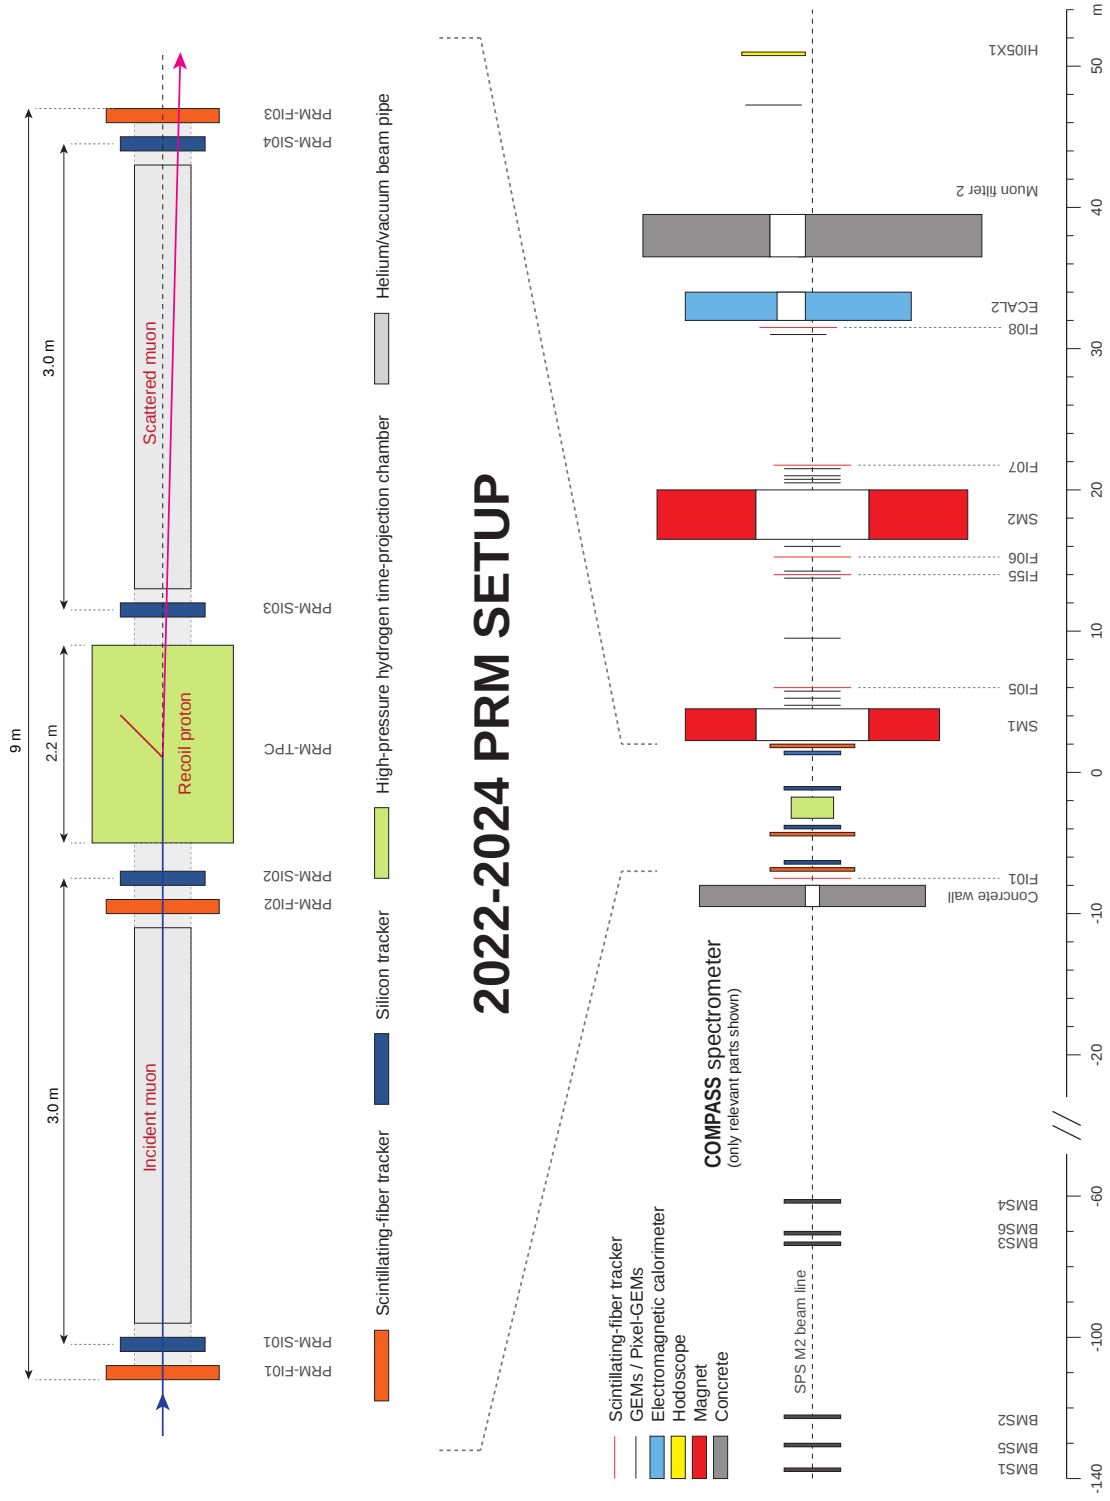 9 m
3.0 m
2.2 m
3.0 m
Incident muon
Recoil proton
Scattered muon
PRM-FI01
PRM-SI01
PRM-FI02
PRM-SI02
PRM-TPC
PRM-SI03
PRM-SI04
PRM-FI03
Scintillating-fiber tracker
Silicon tracker
High-pressure hydrogen time-projection chamber
Helium/vacuum beam pipe
2022-2024 PRM SETUP
Scintillating-fiber tracker
GEMs / Pixel-GEMs
Electromagnetic calorimeter
Hodoscope
Magnet
Concrete
COMPASS spectrometer
(only relevant parts shown)
SPS M2 beam line
BMS1
BMS5
BMS2
BMS3
BMS6
BMS4
Concrete wall
FI01
SM1
FI05
FI55
FI06
SM2
FI07
FI08
ECAL2
Muon filter 2
HI05X1
-140
-100
-60
-20
-10
0
10
20
30
40
50
m